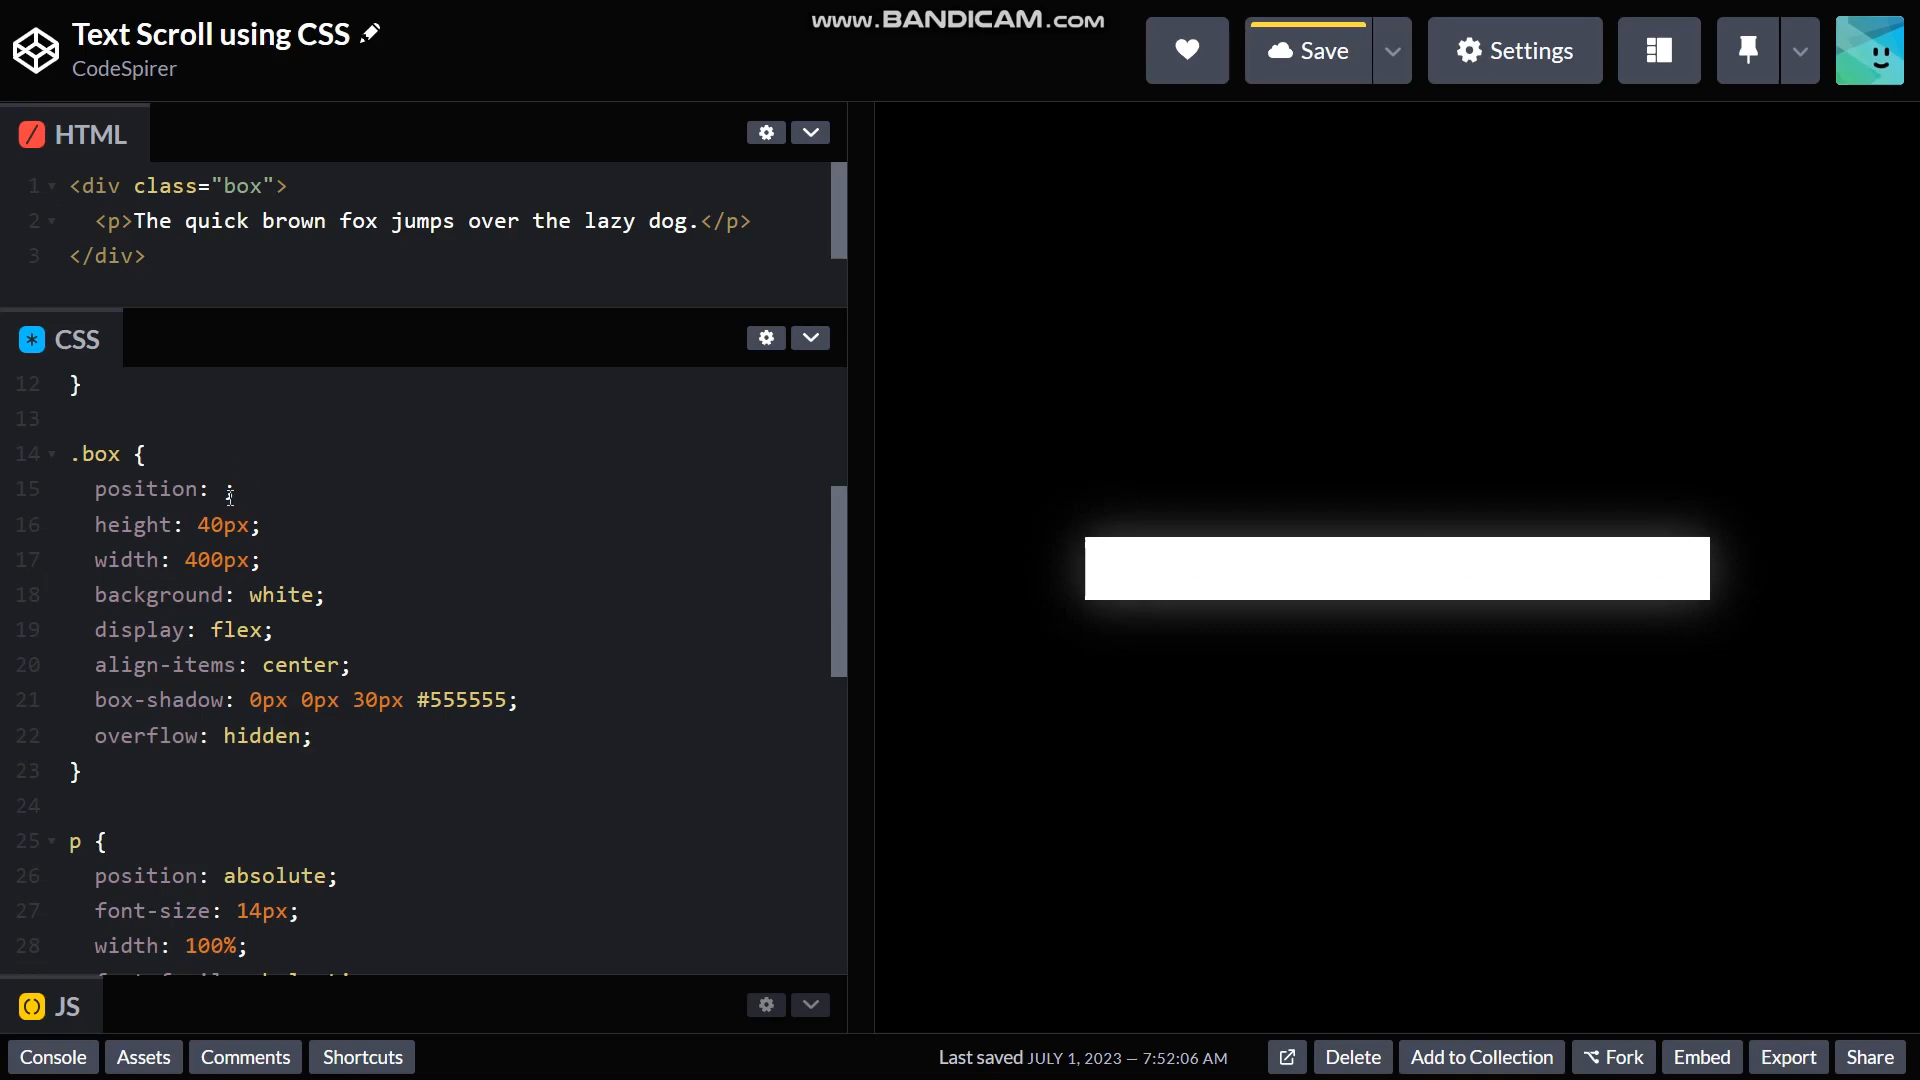 www.BANDICAM.com
Text Scroll using CSS
CodeSpirer
Save
Settings
HTML
1 <div class="box">
2 <p>The quick brown fox jumps over the lazy dog.</p>
3 </div>
CSS
12 }
13
14 .box {
15 position: ;
16 height: 40px;
17 width: 400px;
18 background: white;
19 display: flex;
20 align-items: center;
21 box-shadow: 0px 0px 30px #555555;
22 overflow: hidden;
23 }
24
25 p {
26 position: absolute;
27 font-size: 14px;
28 width: 100%;
JS
Console Assets Comments Shortcuts Last saved JULY 1, 2023 — 7:52:06 AM Delete Add to Collection Fork Embed Export Share